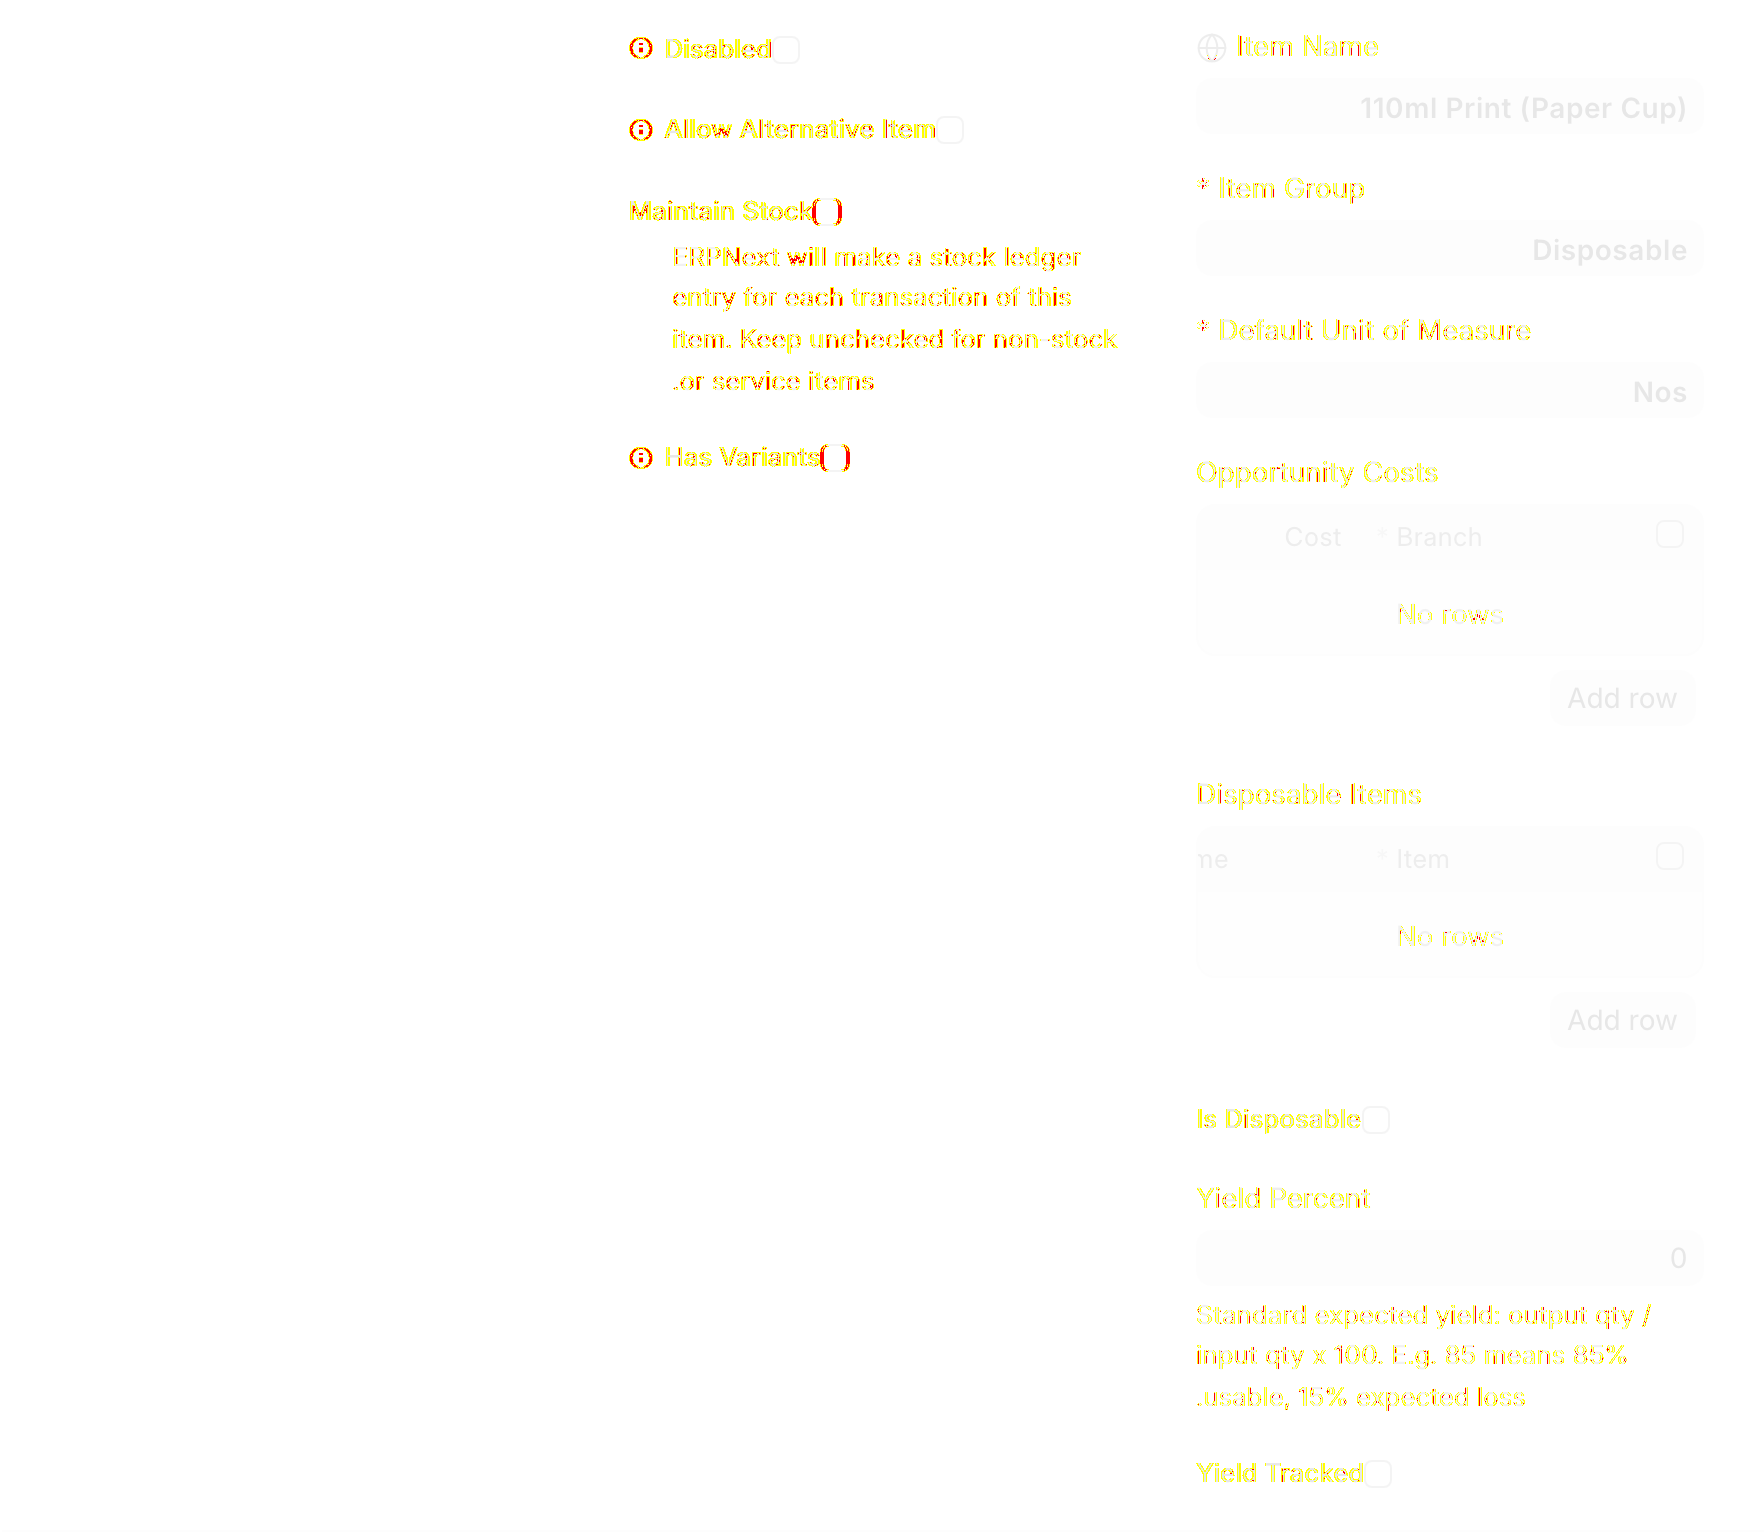 Item Name
110ml Print (Paper Cup)
* Item Group
Disposable
* Default Unit of Measure
Nos
Opportunity Costs
Cost * Branch
No rows
Add row
Disposable Items
me * Item
No rows
Add row
Is Disposable
Yield Percent
0
Standard expected yield: output qty /
input qty x 100. E.g. 85 means 85%
.usable, 15% expected loss
Yield Tracked
Disabled
Allow Alternative Item
Maintain Stock
ERPNext will make a stock ledger
entry for each transaction of this
item. Keep unchecked for non-stock
.or service items
Has Variants